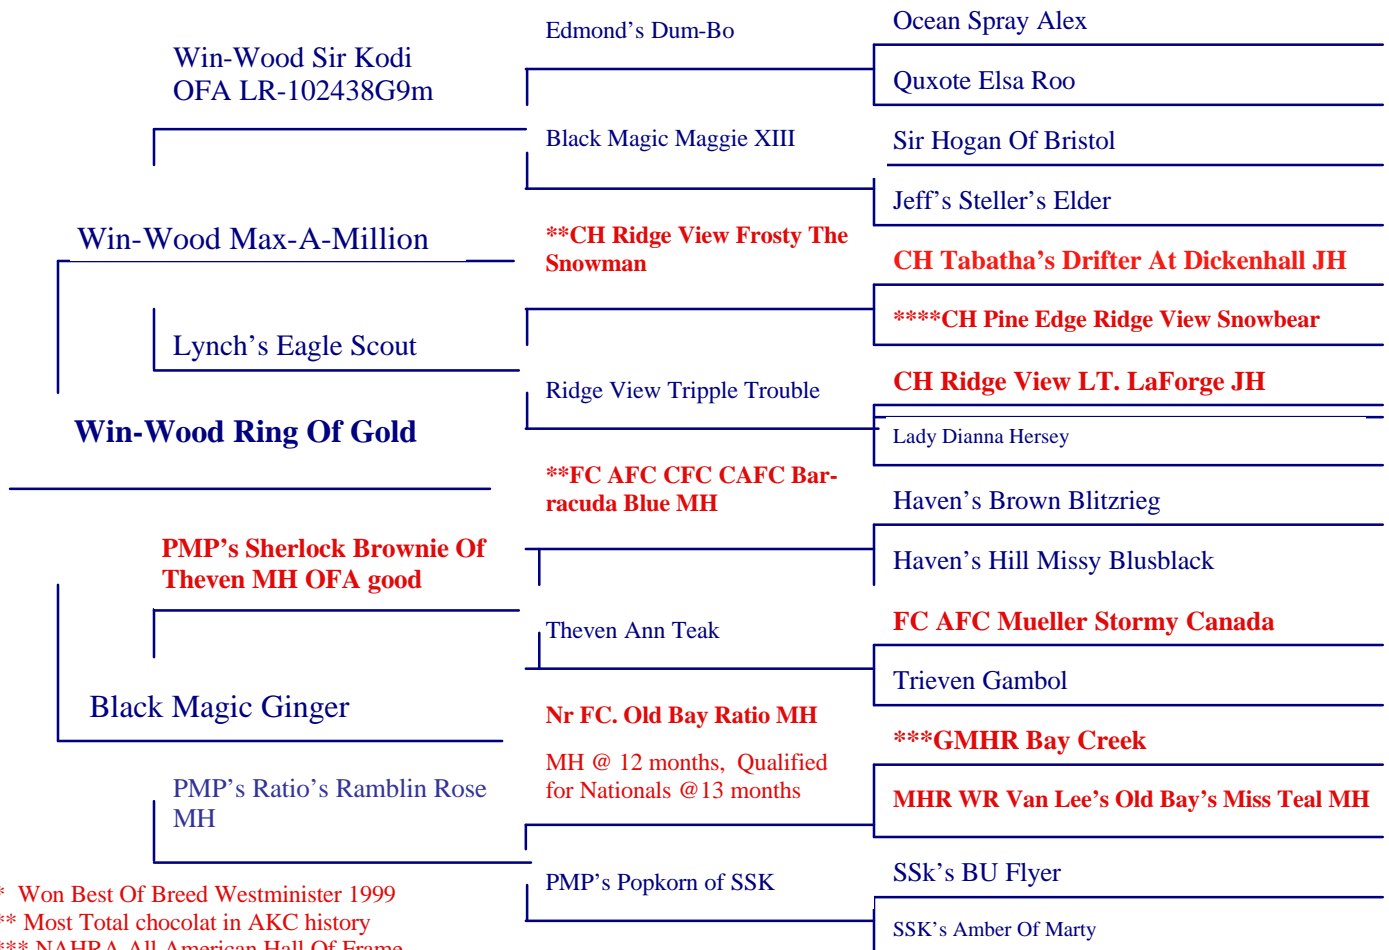 Edmond's Dum-Bo
Ocean Spray Alex
Win-Wood Sir Kodi
OFA LR-102438G9m
Quxote Elsa Roo
Black Magic Maggie XIII
Sir Hogan Of Bristol
Jeff's Steller's Elder
Win-Wood Max-A-Million
**CH Ridge View Frosty The
Snowman
CH Tabatha's Drifter At Dickenhall JH
****CH Pine Edge Ridge View Snowbear
Lynch's Eagle Scout
Ridge View Tripple Trouble
CH Ridge View LT. LaForge JH
Lady Dianna Hersey
Win-Wood Ring Of Gold
**FC AFC CFC CAFC Bar-
racuda Blue MH
Haven's Brown Blitzrieg
PMP's Sherlock Brownie Of
Theven MH OFA good
Haven's Hill Missy Blusblack
Theven Ann Teak
FC AFC Mueller Stormy Canada
Trieven Gambol
Black Magic Ginger
Nr FC. Old Bay Ratio MH
MH @ 12 months, Qualified
for Nationals @13 months
***GMHR Bay Creek
PMP's Ratio's Ramblin Rose
MH
MHR WR Van Lee's Old Bay's Miss Teal MH
PMP's Popkorn of SSK
SSk's BU Flyer
SSK's Amber Of Marty
* Won Best Of Breed Westminister 1999
** Most Total chocolat in AKC history
*** NAHRA All American Hall Of Frame